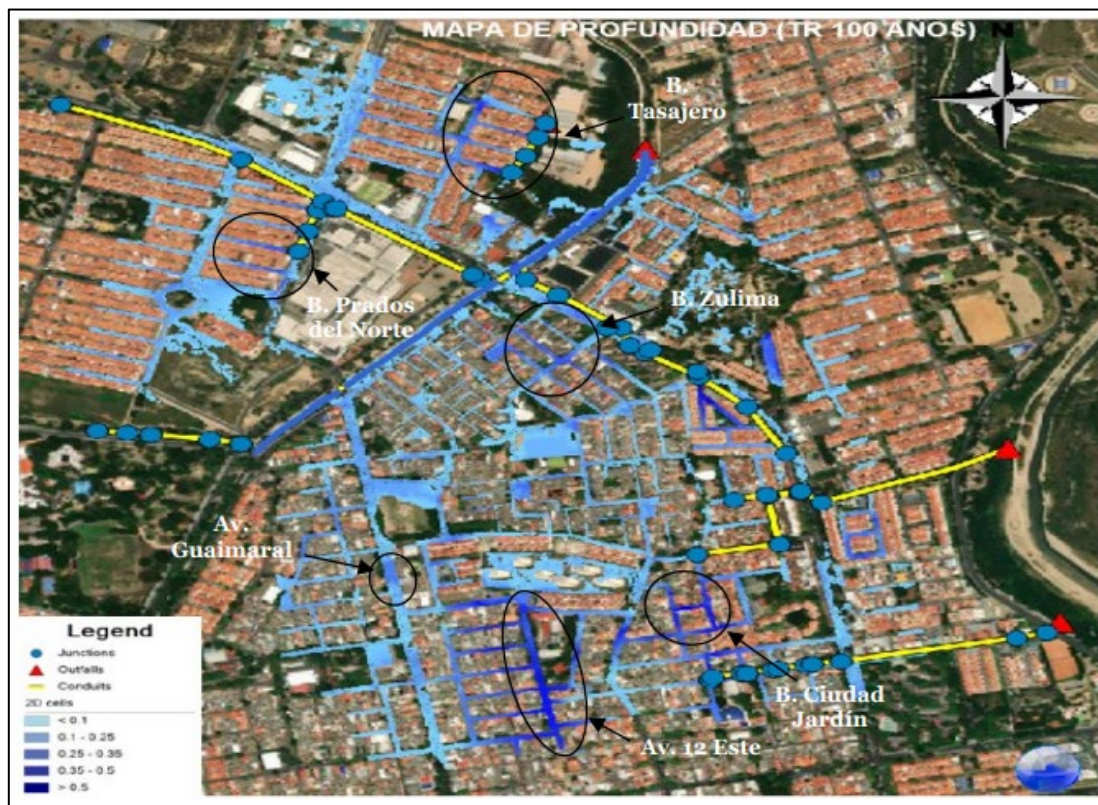 MAPA DE PROFUNDIDAD (TR 100 AÑOS)
N
B.
Tasajero
B. Prados
del Norte
B. Zulima
Av.
Guaimaral
B. Ciudad
Jardín
Av. 12 Este
Legend
Junctions
Outfalls
Conduits
2D cells
< 0.1
0.1 - 0.25
0.25 - 0.35
0.35 - 0.5
> 0.5